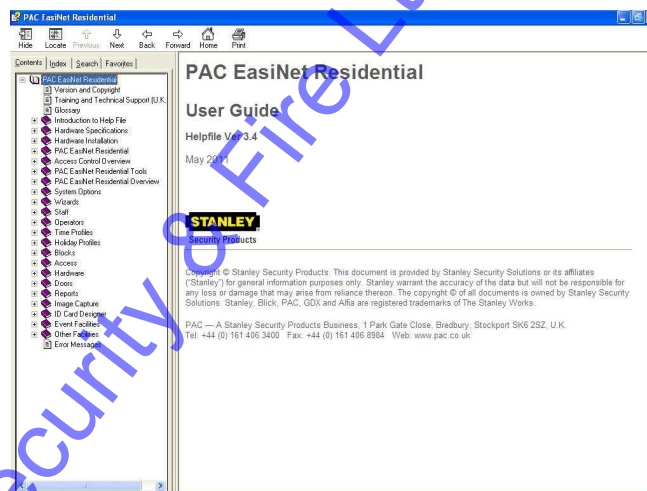 PAC EasiNet Residential
Hide Locate Previous Next Back Forward Home Print
Contents Index Search Favorites
PAC EasiNet Residential
Version and Copyright
Training and Technical Support (U.K.
Glossary
Introduction to Help File
Hardware Specifications
Hardware Installation
PAC EasiNet Residential
Access Control Overview
PAC EasiNet Residential Tools
PAC EasiNet Residential Overview
System Options
Wizards
Staff
Operators
Time Profiles
Holiday Profiles
Blocks
Access
Hardware
Doors
Reports
Image Capture
ID Card Designer
Event Facilities
Other Facilities
Error Messages
PAC EasiNet Residential
User Guide
Helpfile Ver 3.4
May 2011
STANLEY
Security Products
Copyright © Stanley Security Products. This document is provided by Stanley Security Solutions or its affiliates
("Stanley") for general information purposes only. Stanley warrant the accuracy of the data but will not be responsible for
any loss or damage that may arise from reliance thereon. The copyright © of all documents is owned by Stanley Security
Solutions. Stanley, Blick, PAC, GDX and Alfia are registered trademarks of The Stanley Works.
PAC — A Stanley Security Products Business, 1 Park Gate Close, Bredbury, Stockport SK6 2SZ, U.K.
Tel: +44 (0) 161 406 3400 Fax: +44 (0) 161 406 8984 Web: www.pac.co.uk
ecurity & Fire L